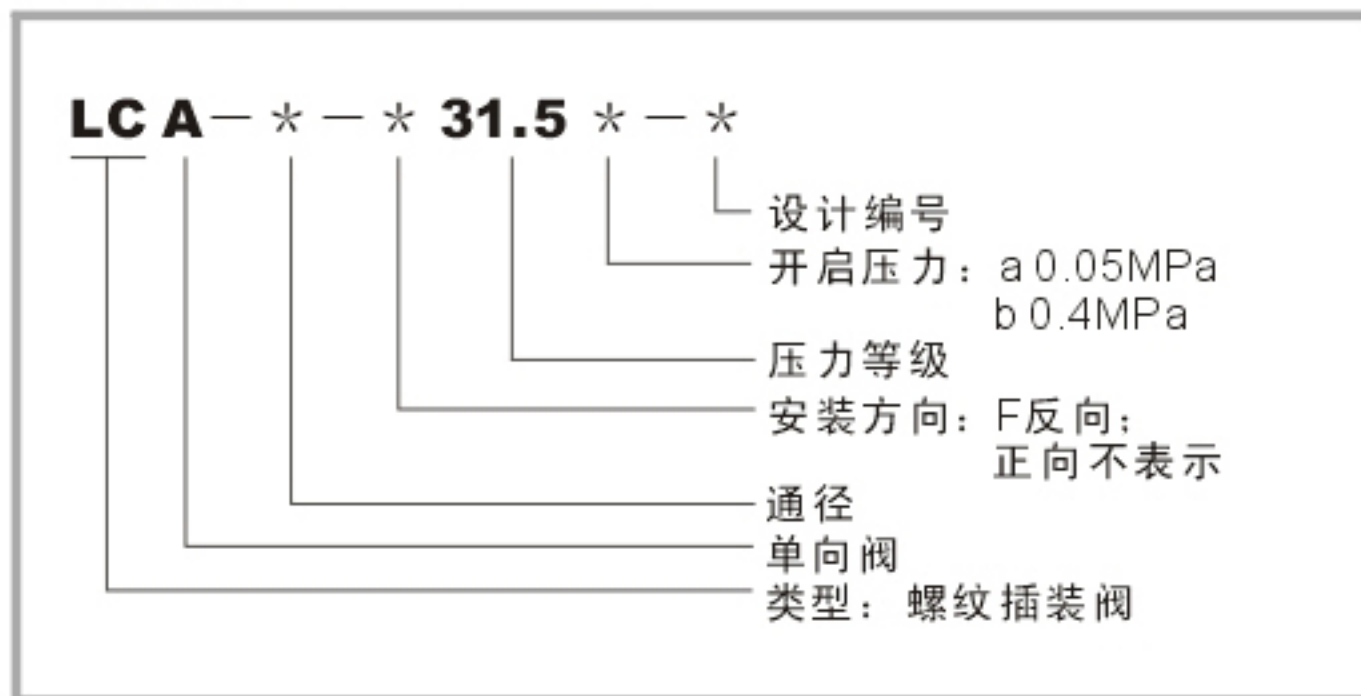 LC A－*－* 31.5 *－*
设计编号
开启压力：a 0.05MPa
b 0.4MPa
压力等级
安装方向：F反向；
正向不表示
通径
单向阀
类型：螺纹插装阀